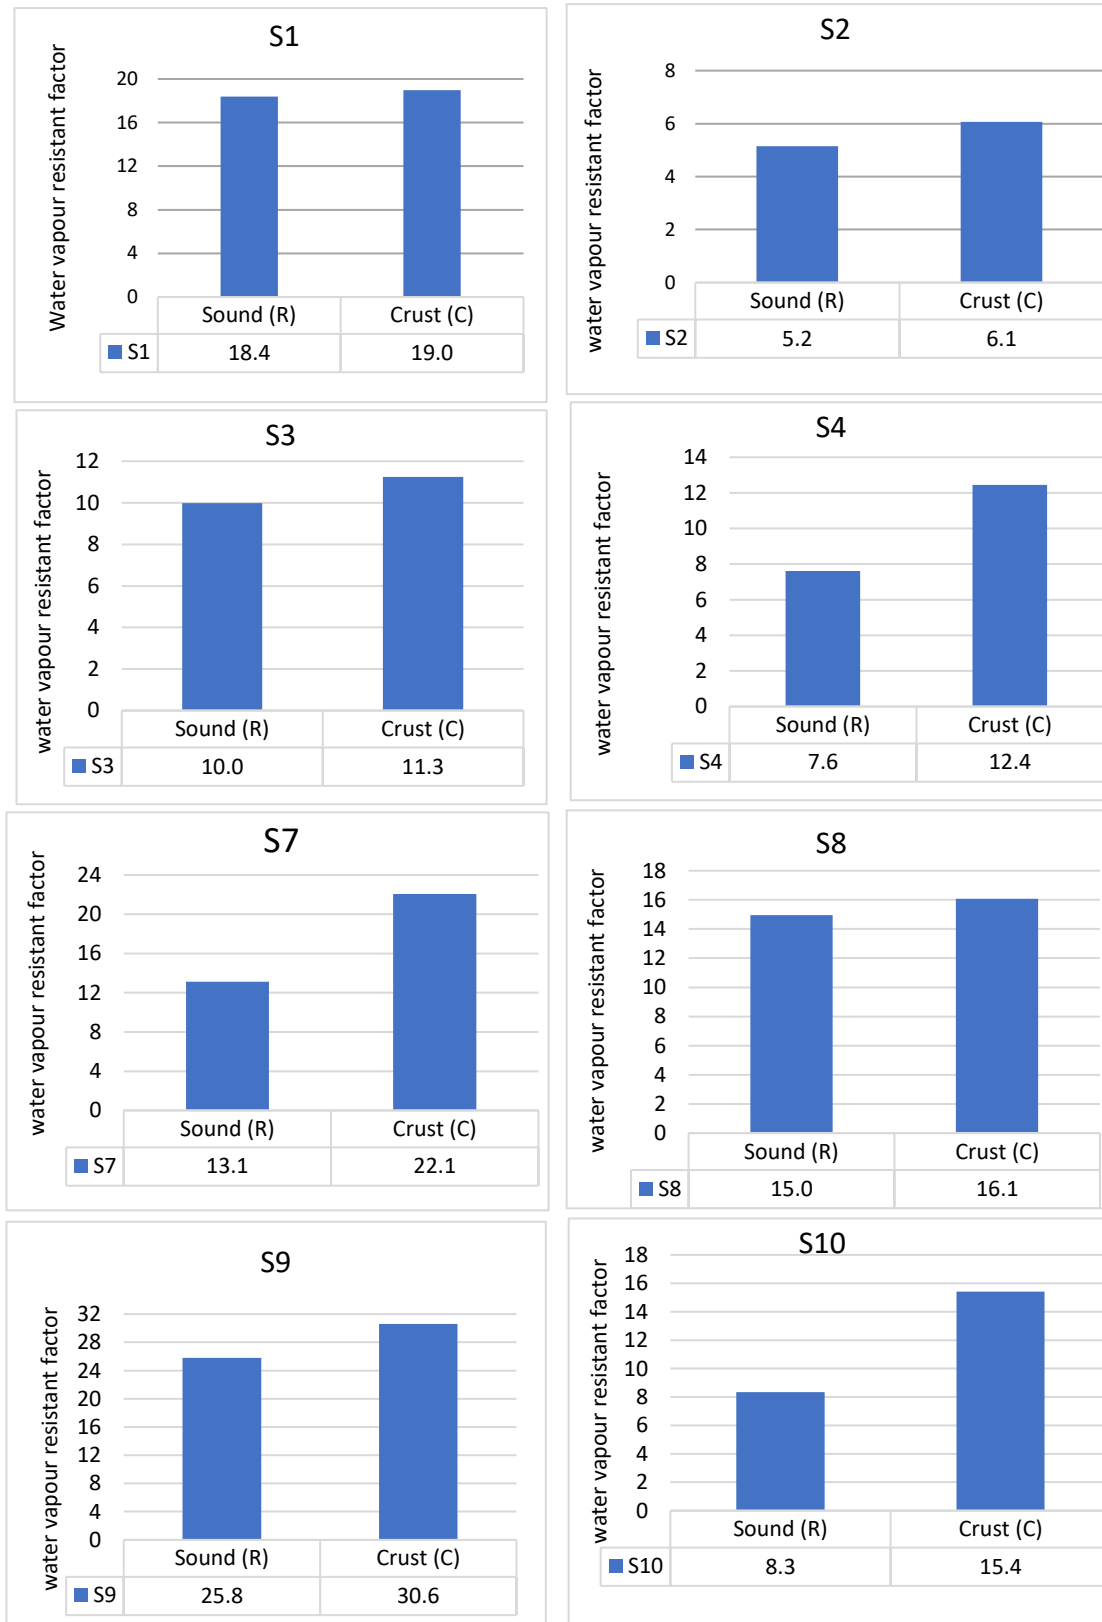 S1
Water vapour resistant factor
20
16
12
8
4
0
Sound (R) Crust (C)
S1 18.4 19.0
S2
water vapour resistant factor
8
6
4
2
0
Sound (R) Crust (C)
S2 5.2 6.1
S3
water vapour resistant factor
12
10
8
6
4
2
0
Sound (R) Crust (C)
S3 10.0 11.3
S4
water vapour resistant factor
14
12
10
8
6
4
2
0
Sound (R) Crust (C)
S4 7.6 12.4
S7
water vapour resistant factor
24
20
16
12
8
4
0
Sound (R) Crust (C)
S7 13.1 22.1
S8
water vapour resistant factor
18
16
14
12
10
8
6
4
2
0
Sound (R) Crust (C)
S8 15.0 16.1
S9
water vapour resistant factor
32
28
24
20
16
12
8
4
0
Sound (R) Crust (C)
S9 25.8 30.6
S10
water vapour resistant factor
18
16
14
12
10
8
6
4
2
0
Sound (R) Crust (C)
S10 8.3 15.4